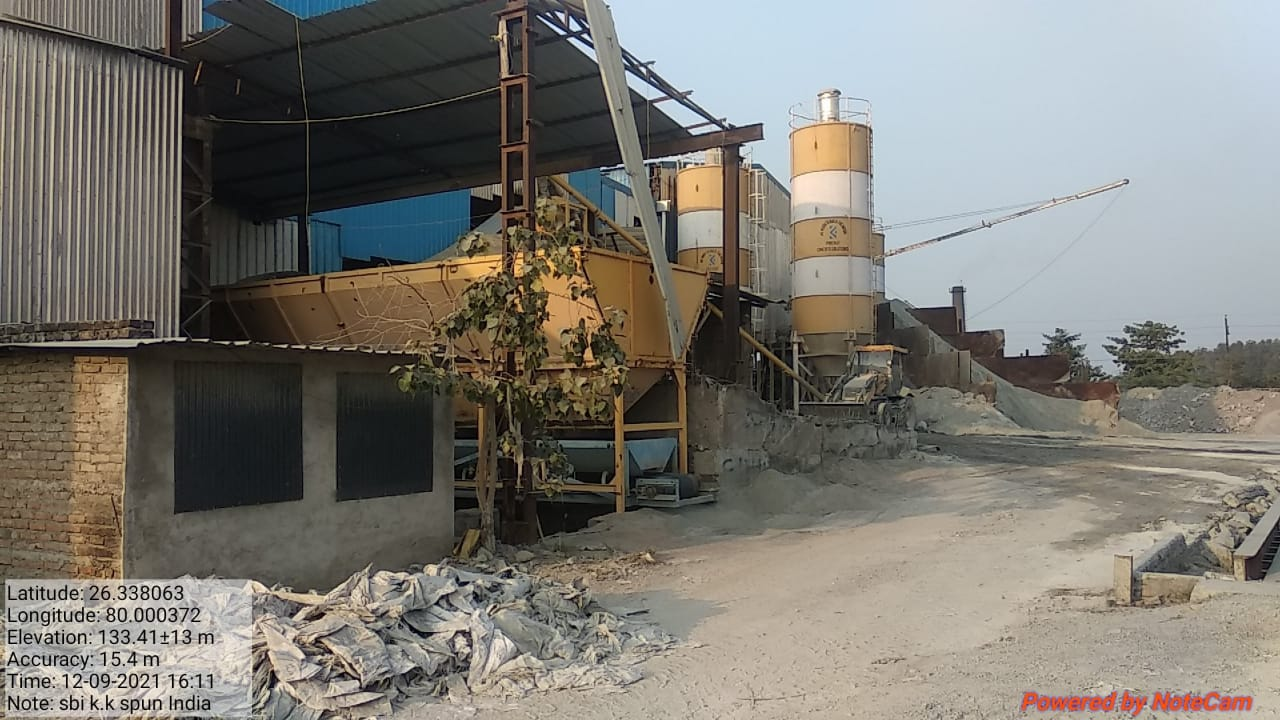 Latitude: 26.338063
Longitude: 80.000372
Elevation: 133.41±13 m
Accuracy: 15.4 m
Time: 12-09-2021 16:11
Note: sbi k.k spun India
Powered by NoteCam